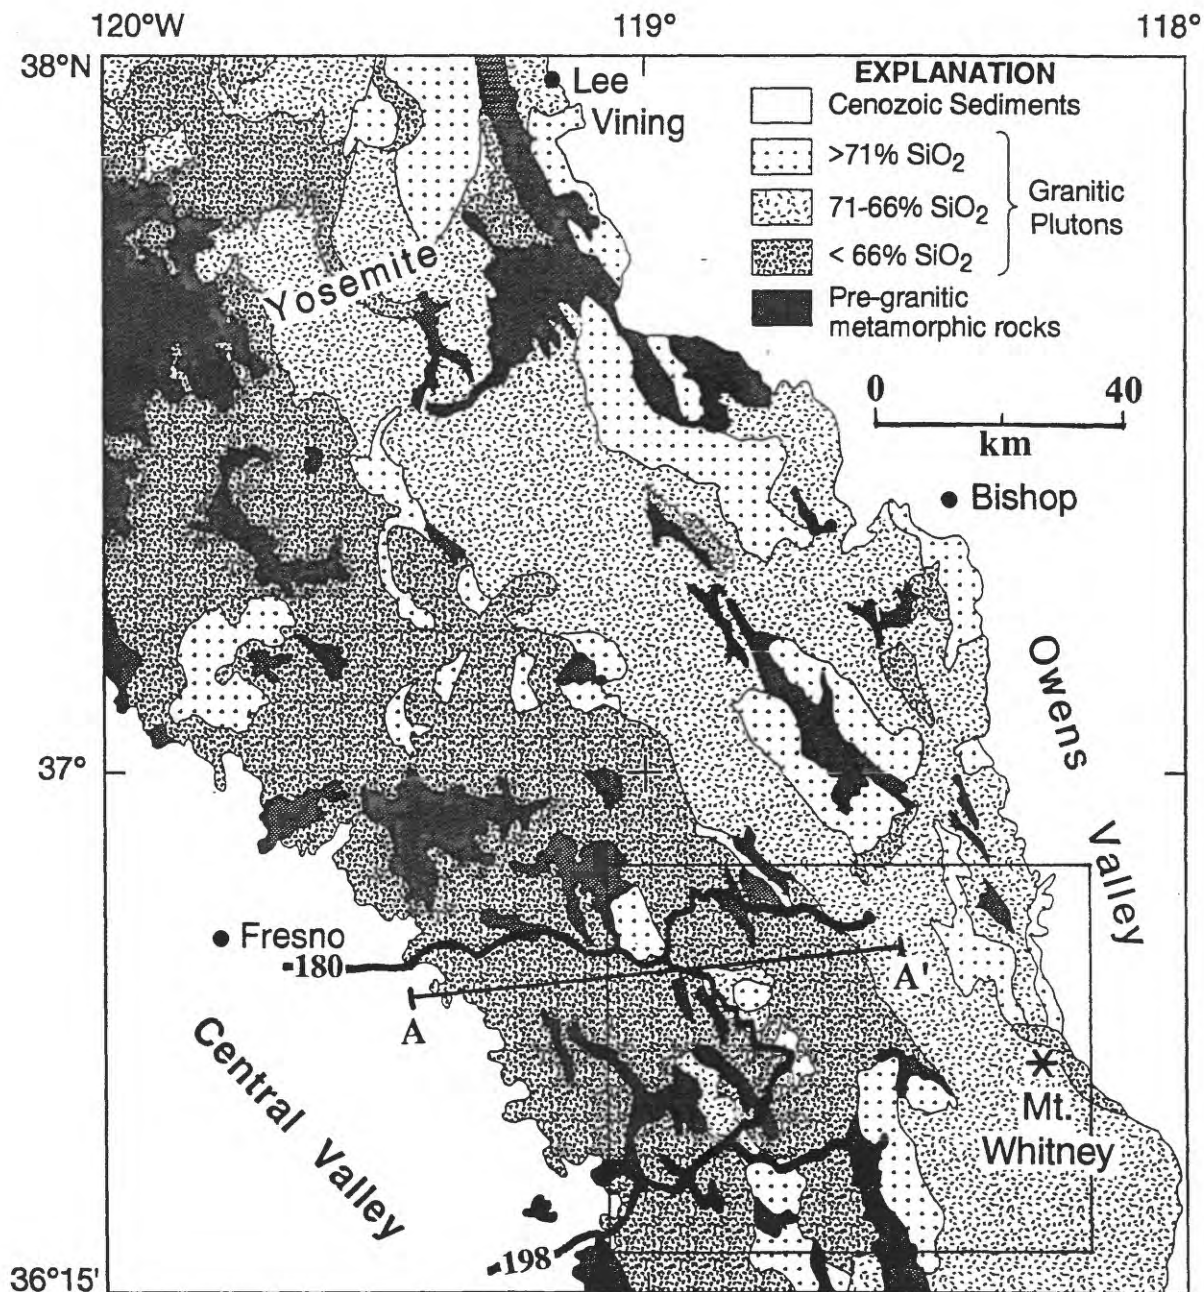 120°W
119°
118°
38°N
37°
36°15'
EXPLANATION
Cenozoic Sediments
>71% SiO₂
71-66% SiO₂
< 66% SiO₂
Granitic
Plutons
Pre-granitic
metamorphic rocks
0
40
km
Lee
Vining
Yosemite
Bishop
Owens
Valley
Fresno
-180
A
A'
Central Valley
Mt.
Whitney
-198